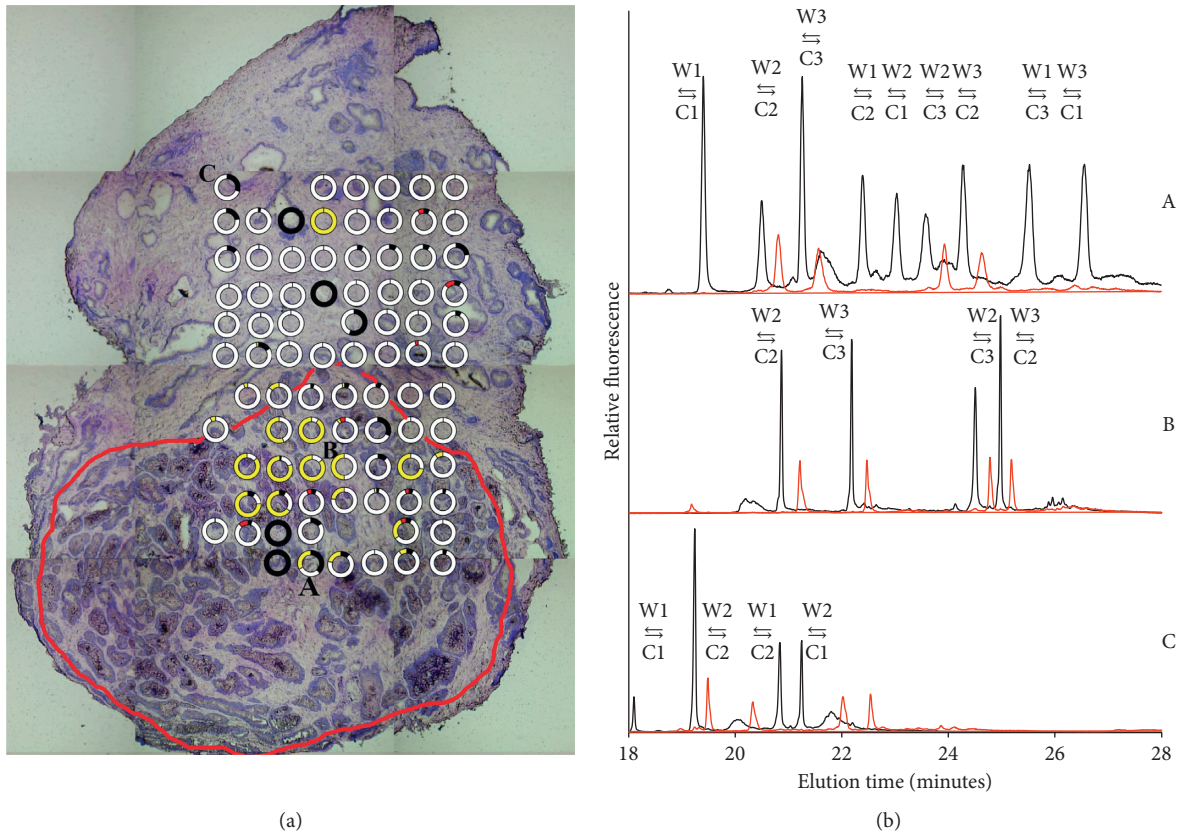 C
B
A
(a)
Relative fluorescence
W1
⇆
C1
W2
⇆
C2
W3
⇆
C3
W1
⇆
C2
W2
⇆
C1
W2
⇆
C3
W3
⇆
C2
W1
⇆
C3
W3
⇆
C1
A
W2
⇆
C2
W3
⇆
C3
W2
⇆
C3
W3
⇆
C2
B
W1
⇆
C1
W2
⇆
C2
W1
⇆
C2
W2
⇆
C1
C
18 20 22 24 26 28
Elution time (minutes)
(b)